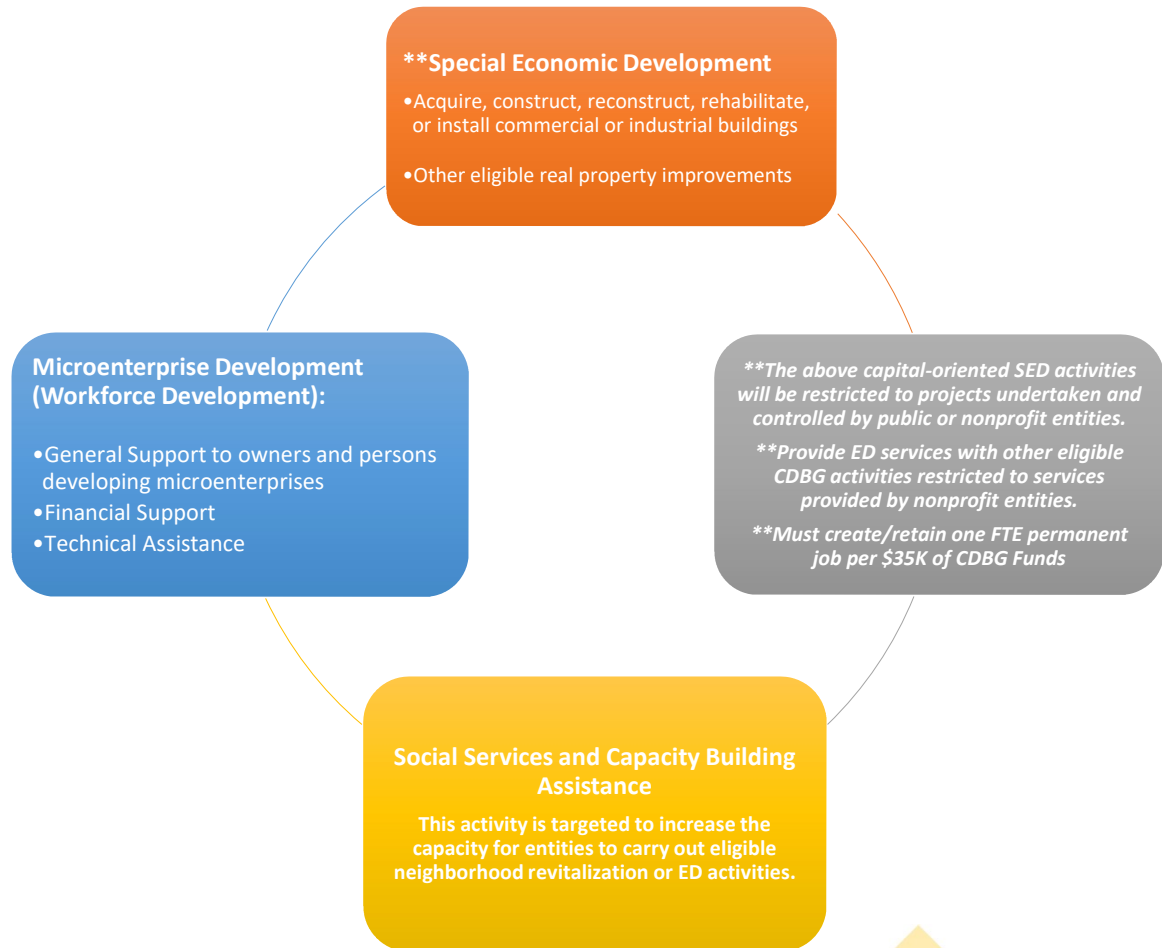 **Special Economic Development
•Acquire, construct, reconstruct, rehabilitate,
or install commercial or industrial buildings
•Other eligible real property improvements
Microenterprise Development
(Workforce Development):
•General Support to owners and persons
developing microenterprises
•Financial Support
•Technical Assistance
**The above capital-oriented SED activities
will be restricted to projects undertaken and
controlled by public or nonprofit entities.
**Provide ED services with other eligible
CDBG activities restricted to services
provided by nonprofit entities.
**Must create/retain one FTE permanent
job per $35K of CDBG Funds
Social Services and Capacity Building
Assistance
This activity is targeted to increase the
capacity for entities to carry out eligible
neighborhood revitalization or ED activities.